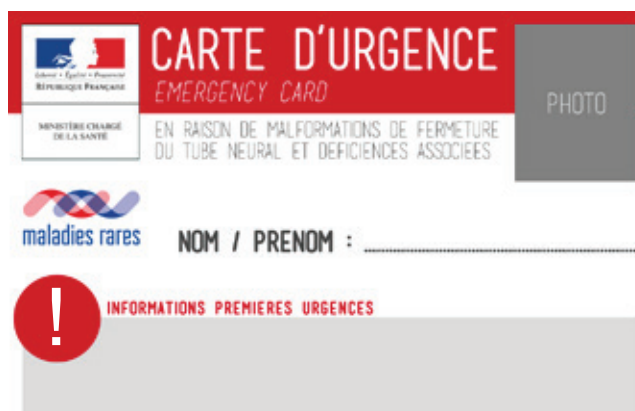 CARTE D'URGENCE
EMERGENCY CARD
PHOTO
Liberté • Égalité • Fraternité
RÉPUBLIQUE FRANÇAISE
MINISTÈRE CHARGÉ
DE LA SANTÉ
EN RAISON DE MALFORMATIONS DE FERMETURE
DU TUBE NEURAL ET DEFICIENCES ASSOCIEES
maladies rares
NOM / PRENOM :
!
INFORMATIONS PREMIERES URGENCES